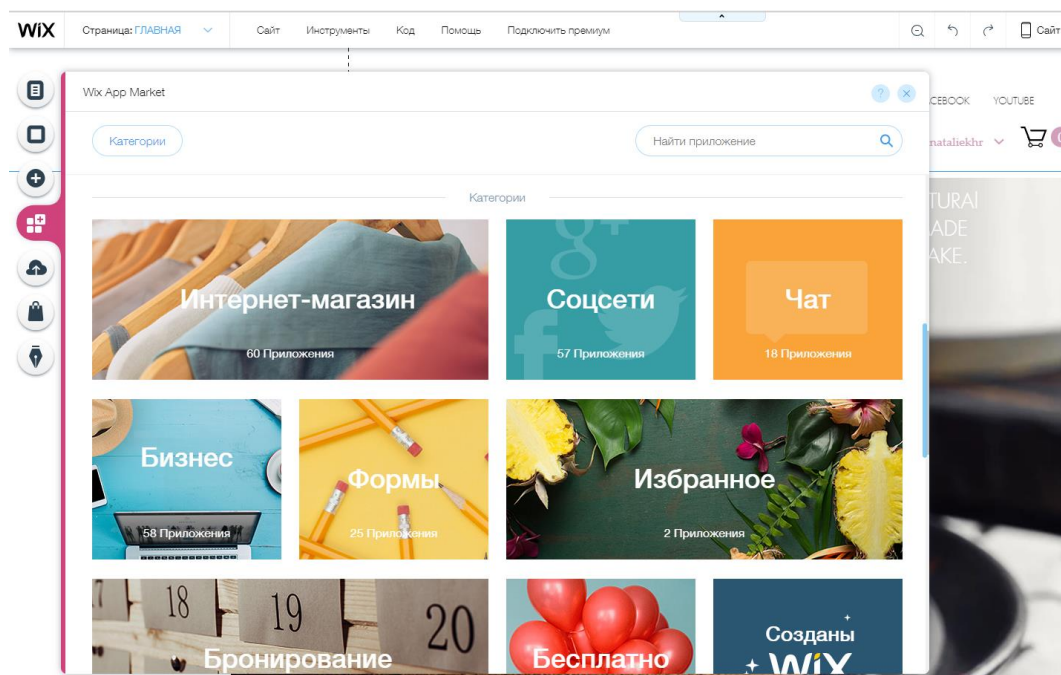 WiX
Страница: ГЛАВНАЯ
Сайт
Инструменты
Код
Помощь
Подключить премиум
Сайт
Wix App Market
?
CEBOOK
YOUTUBE
Категории
Найти приложение
nataliekhr
Категории
TURAl
ADE
AKE.
Интернет-магазин
60 Приложения
Соцсети
57 Приложения
Чат
18 Приложения
Бизнес
58 Приложения
Формы
25 Приложения
Избранное
2 Приложения
18
19
20
Бронирование
Бесплатно
Созданы
WiX